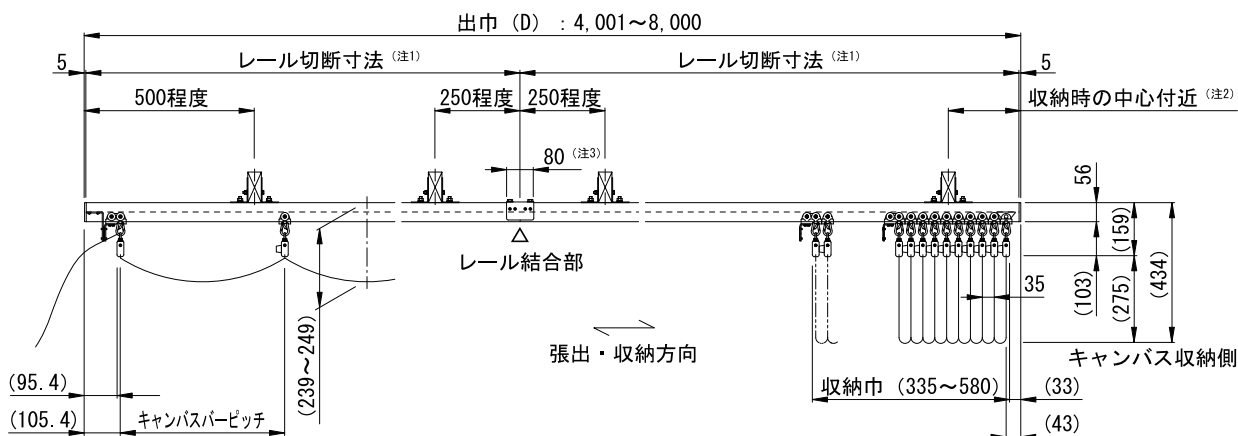 出巾 (D) : 4,001～8,000
5
レール切断寸法 (注1)
レール切断寸法 (注1)
5
500程度
250程度
250程度
収納時の中心付近 (注2)
80 (注3)
56
(159)
(434)
レール結合部
35
(103)
(275)
(239～249)
張出・収納方向
キャンバス収納側
(95.4)
収納巾 (335～580)
(33)
(105.4)
キャンバスバーピッチ
(43)